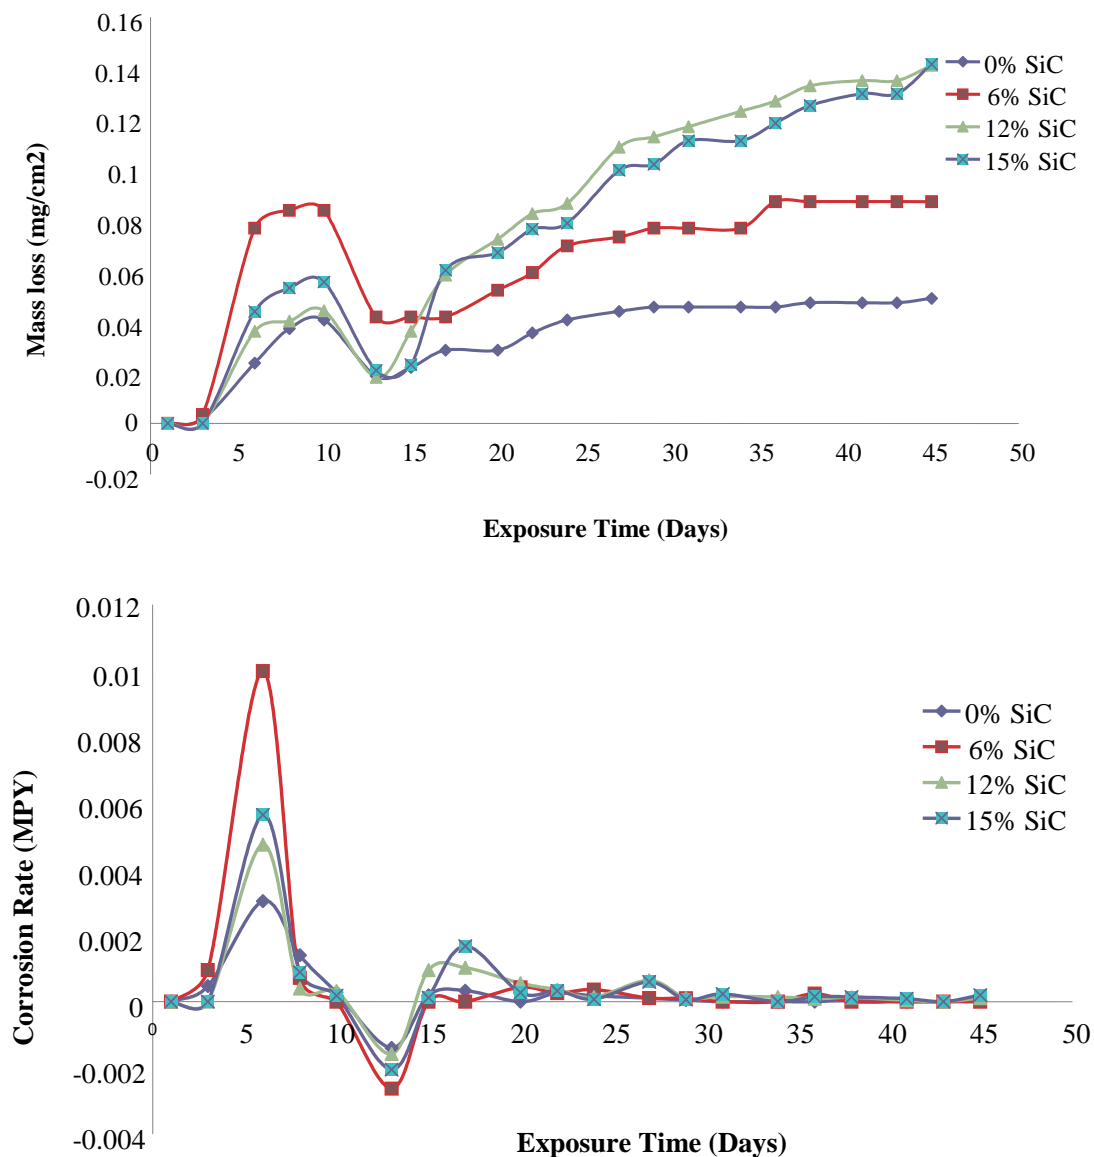 0.16
0.14
0.12
0.1
0.08
0.06
0.04
0.02
0
-0.02
Mass loss (mg/cm2)
0% SiC
6% SiC
12% SiC
15% SiC
0 5 10 15 20 25 30 35 40 45 50
Exposure Time (Days)
0.012
0.01
0.008
0.006
0.004
0.002
0
-0.002
-0.004
Corrosion Rate (MPY)
0% SiC
6% SiC
12% SiC
15% SiC
0 5 10 15 20 25 30 35 40 45 50
Exposure Time (Days)